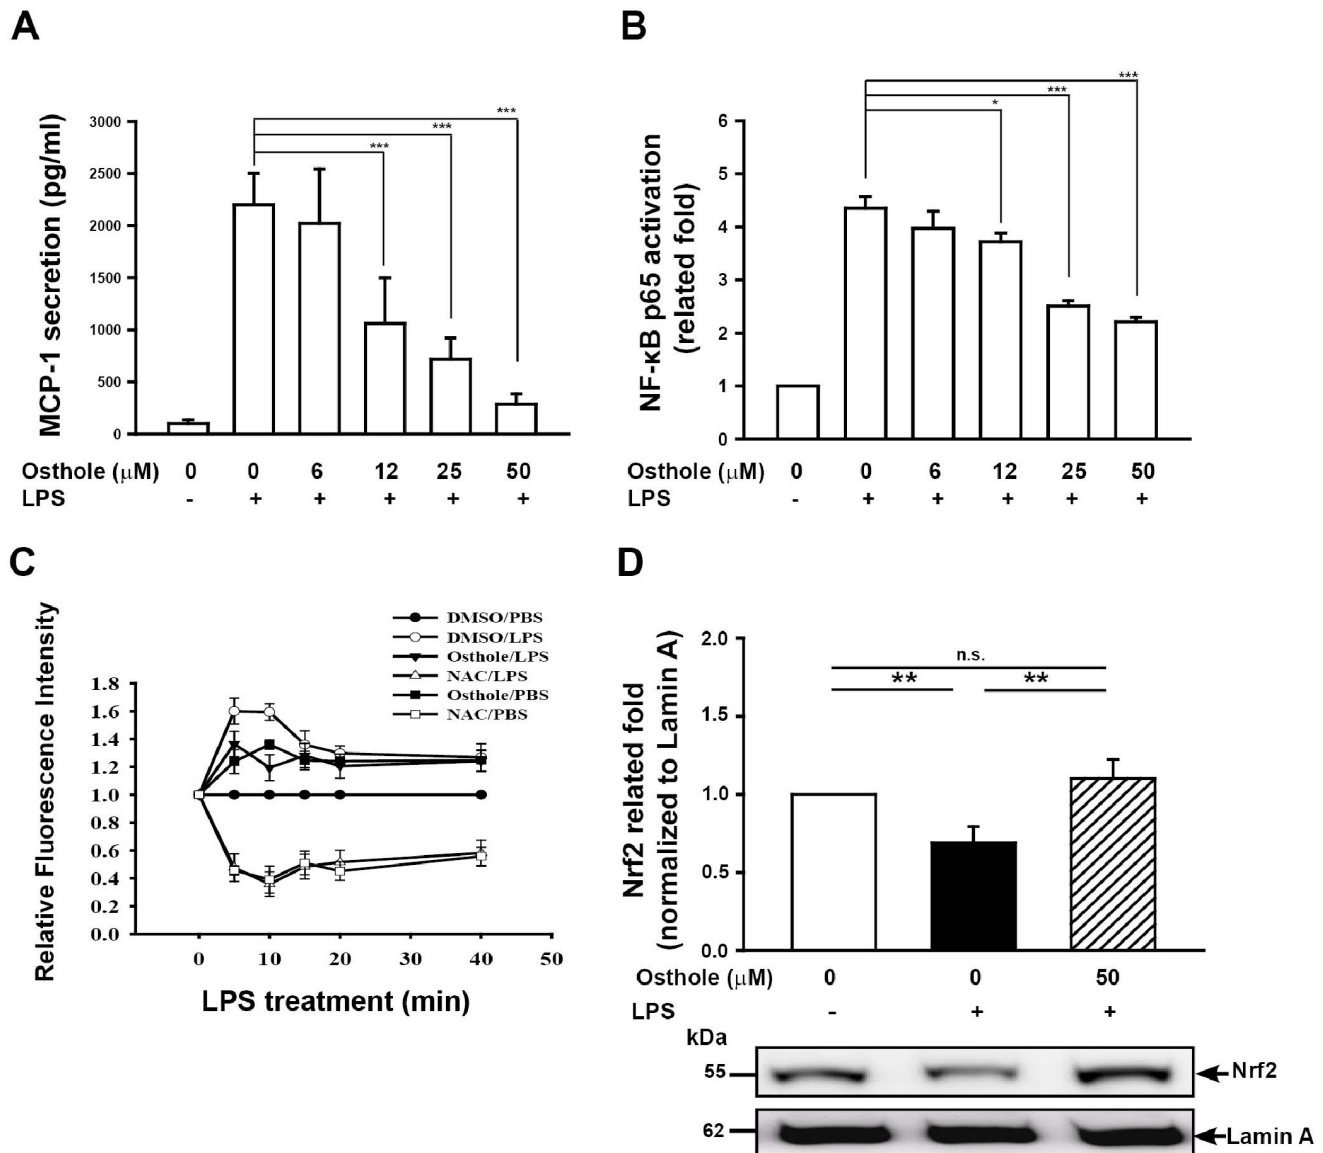 A
MCP-1 secretion (pg/ml)
3000
2500
2000
1500
1000
500
0
***
***
***
Osthole (μM) 0 0 6 12 25 50
LPS - + + + + +
B
NF-κB p65 activation
(related fold)
6
5
4
3
2
1
0
***
***
*
Osthole (μM) 0 0 6 12 25 50
LPS - + + + + +
C
Relative Fluorescence Intensity
1.8
1.6
1.4
1.2
1.0
0.8
0.6
0.4
0.2
0.0
DMSO/PBS
DMSO/LPS
Osthole/LPS
NAC/LPS
Osthole/PBS
NAC/PBS
0 10 20 30 40 50
LPS treatment (min)
D
Nrf2 related fold
(normalized to Lamin A)
2.0
1.5
1.0
0.5
0.0
n.s.
** **
Osthole (μM) 0 0 50
LPS - + +
kDa
55 Nrf2
62 Lamin A